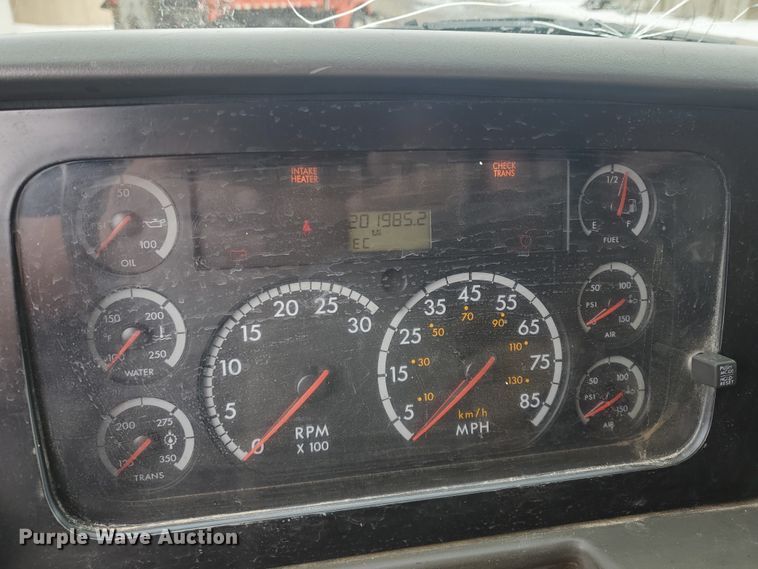 INTAKE
HEATER
CHECK
TRANS
201985.2
EC
50
100
OIL
1/2
E F
FUEL
150 200
F
100 250
WATER
0 5 10 15 20 25 30
RPM
X 100
5 15 25 35 45 55 65 75 85
10 30 50 70 90 110 130
km/h
MPH
50 100
PSI
150
AIR
200 275
125 350
TRANS
50 100
PSI
150
AIR
RESET
Purple Wave Auction